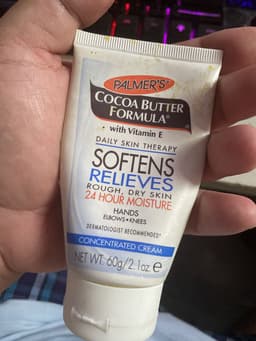 PALMER'S®
COCOA BUTTER
FORMULA®
with Vitamin E
DAILY SKIN THERAPY
SOFTENS
RELIEVES
ROUGH, DRY SKIN
24 HOUR MOISTURE
HANDS
ELBOWS•KNEES
DERMATOLOGIST RECOMMENDED*
CONCENTRATED CREAM
NET WT. 60g/2.1oz. e